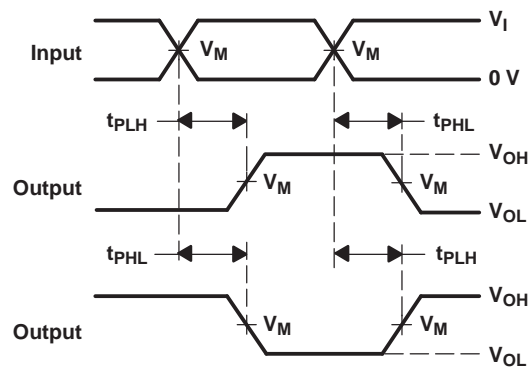 V_I
Input V_M V_M
0 V
t_PLH t_PHL
V_OH
Output V_M V_M
V_OL
t_PHL t_PLH
V_OH
Output V_M V_M
V_OL